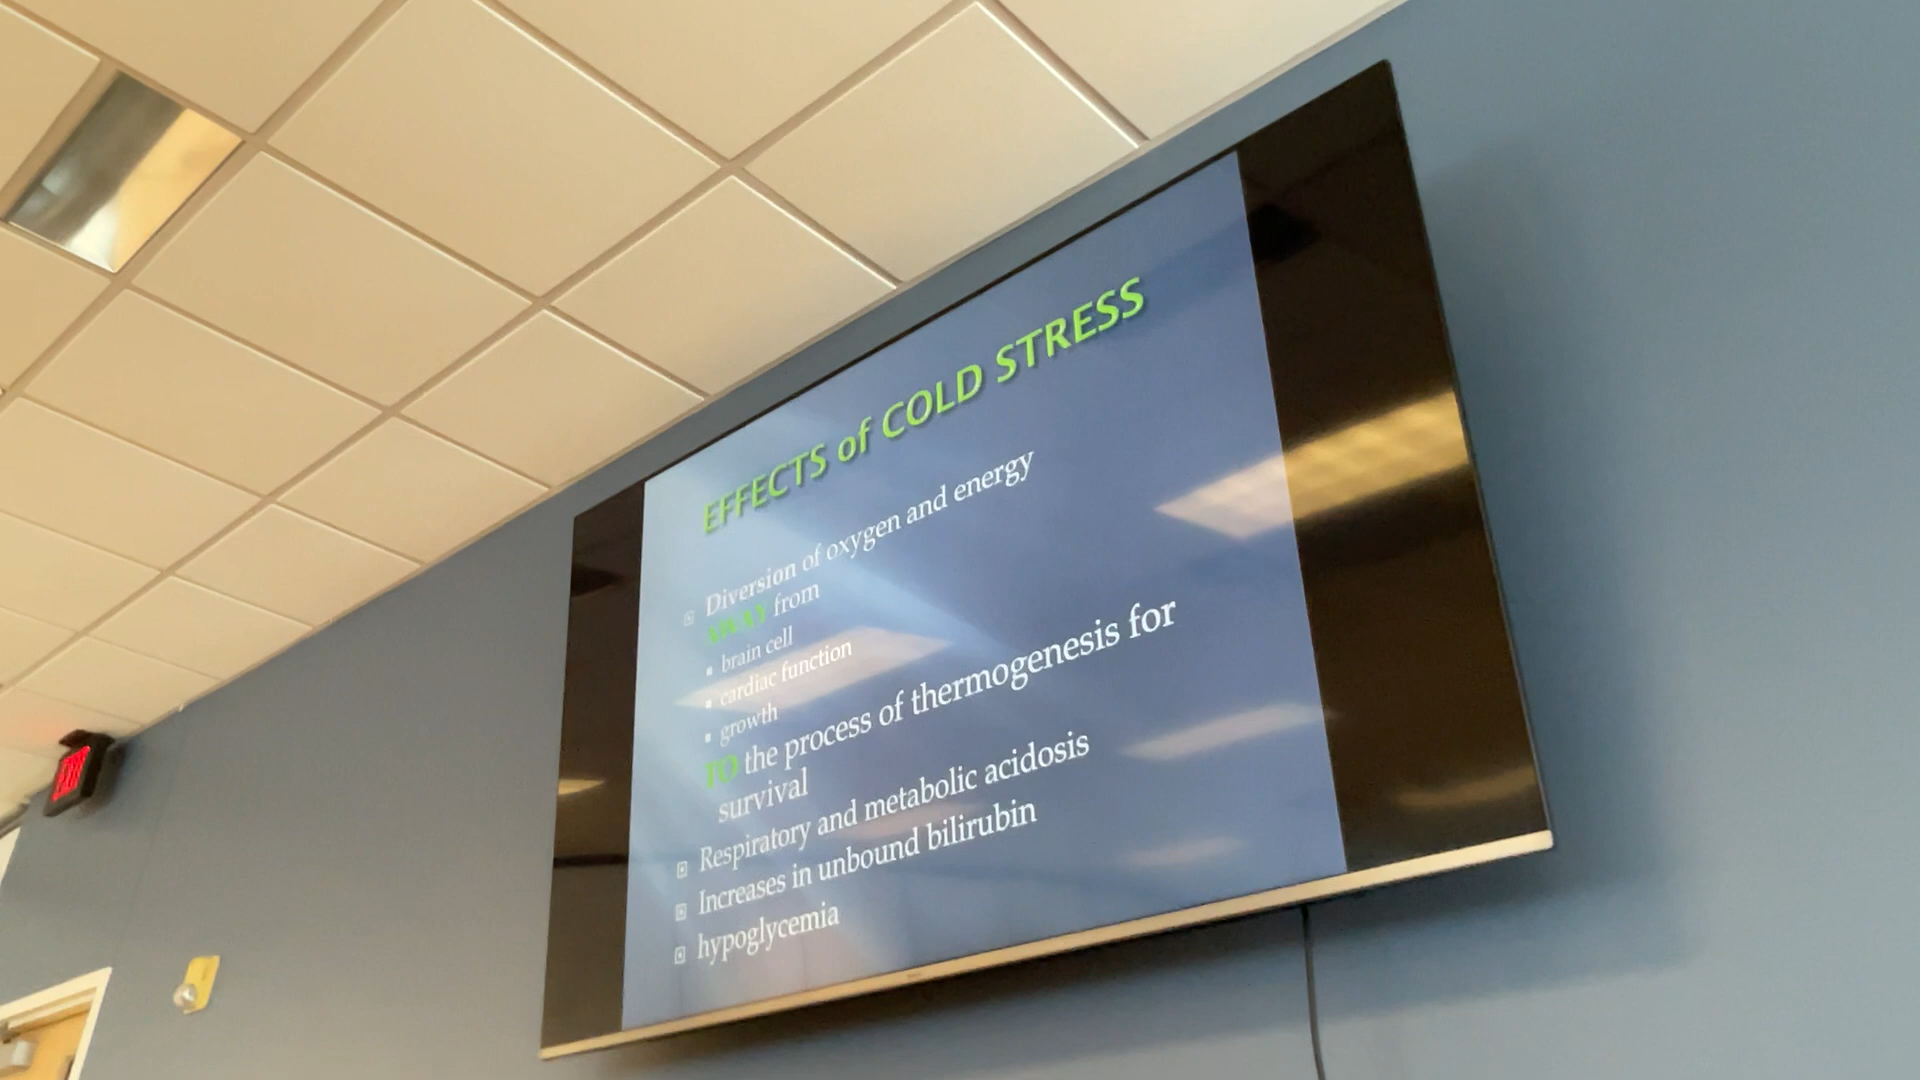 EFFECTS of COLD STRESS
Diversion of oxygen and energy
AWAY from
brain cell
cardiac function
growth
TO the process of thermogenesis for
survival
Respiratory and metabolic acidosis
Increases in unbound bilirubin
hypoglycemia
EXIT